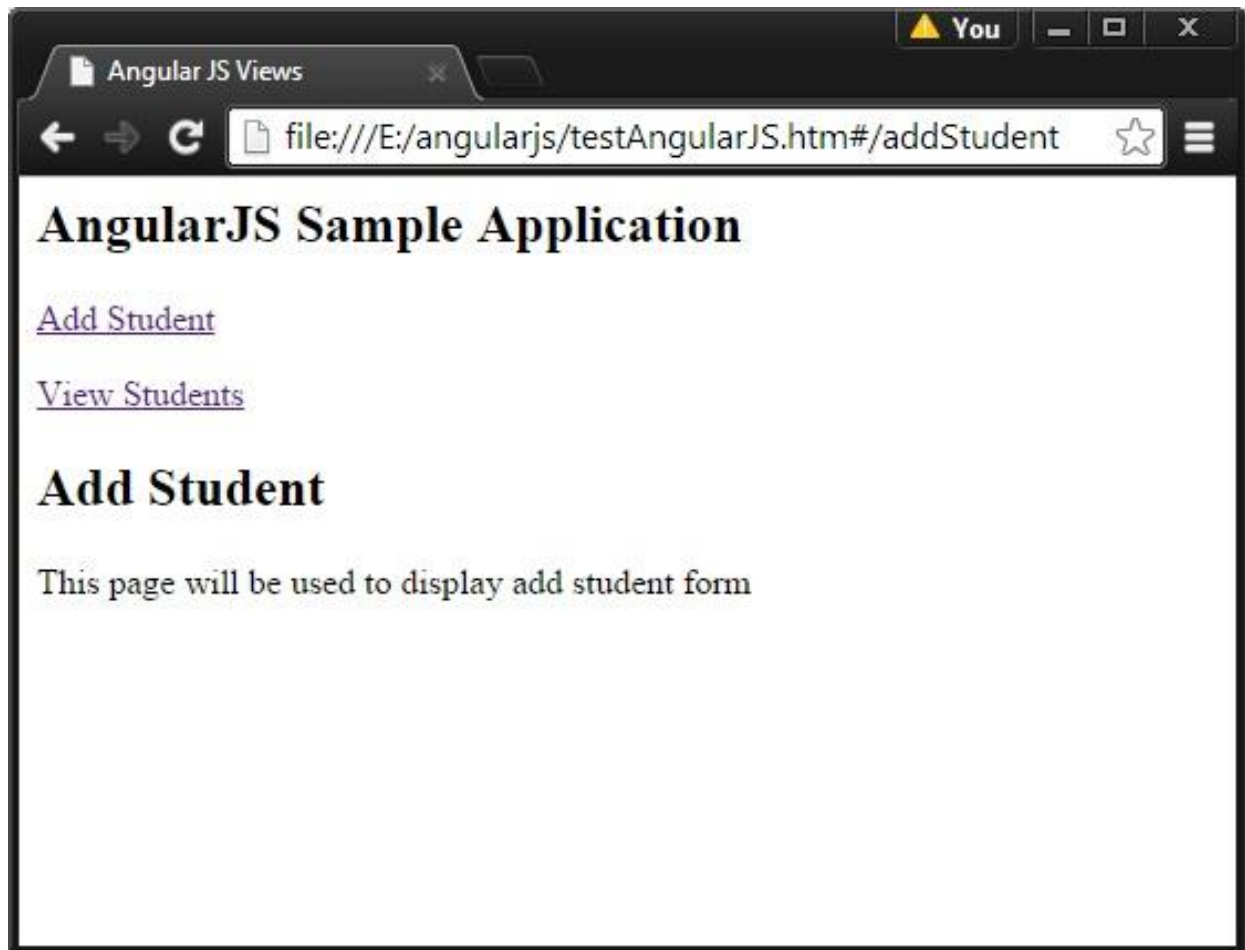 You
Angular JS Views
file:///E:/angularjs/testAngularJS.htm#/addStudent
AngularJS Sample Application
Add Student
View Students
Add Student
This page will be used to display add student form